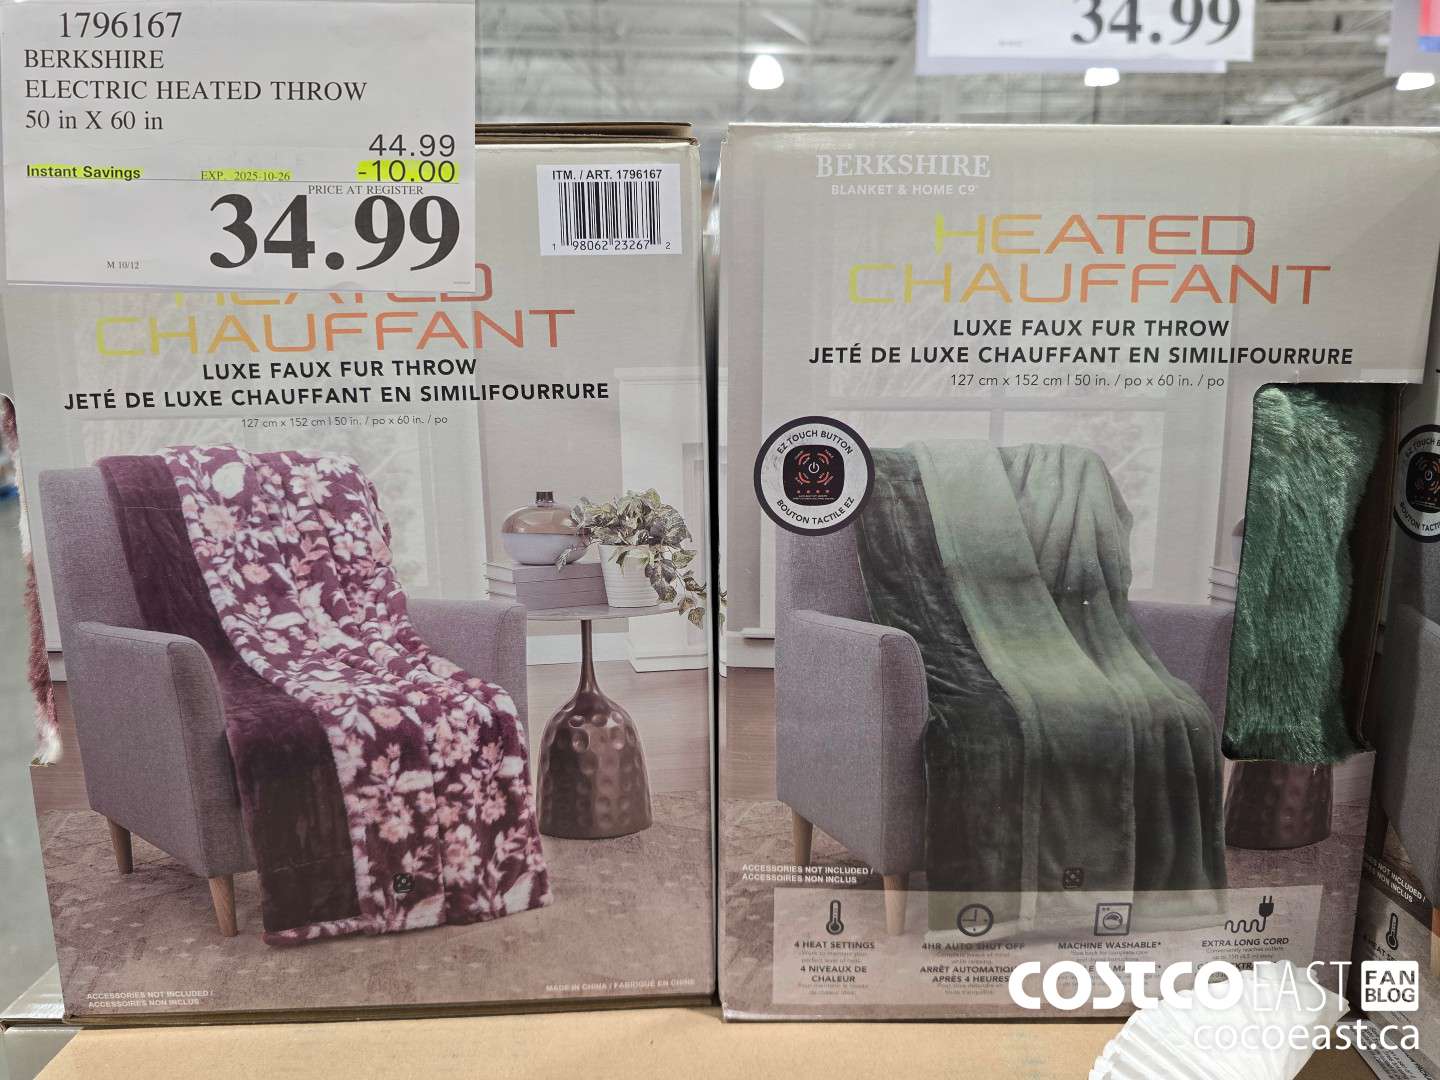 1796167
BERKSHIRE
ELECTRIC HEATED THROW
50 in X 60 in
44.99
Instant Savings EXP. 2025-10-26 -10.00
PRICE AT REGISTER
34.99
M 10/12
34.99
ITM. / ART. 1796167
1 98062 23267 2
HEATED
CHAUFFANT
LUXE FAUX FUR THROW
JETÉ DE LUXE CHAUFFANT EN SIMILIFOURRURE
127 cm x 152 cm | 50 in. / po x 60 in. / po
ACCESSORIES NOT INCLUDED /
ACCESSOIRES NON INCLUS
MADE IN CHINA / FABRIQUÉ EN CHINE
BERKSHIRE
BLANKET & HOME Cº
HEATED
CHAUFFANT
LUXE FAUX FUR THROW
JETÉ DE LUXE CHAUFFANT EN SIMILIFOURRURE
127 cm x 152 cm | 50 in. / po x 60 in. / po
EZ TOUCH BUTTON
BOUTON TACTILE EZ
ACCESSORIES NOT INCLUDED /
ACCESSOIRES NON INCLUS
4 HEAT SETTINGS
4 NIVEAUX DE
CHALEUR
4HR AUTO SHUT OFF
ARRÊT AUTOMATIQ
APRÈS 4 HEURES
MACHINE WASHABLE*
EXTRA LONG CORD
COSTCO EAST FAN BLOG
cocoeast.ca